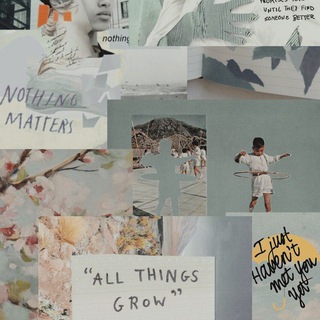 nothing
UNTIL THEY FIND
SOMEONE BETTER
NOTHING
MATTERS
I just
Haven't
met you
yet
"ALL THINGS
GROW"